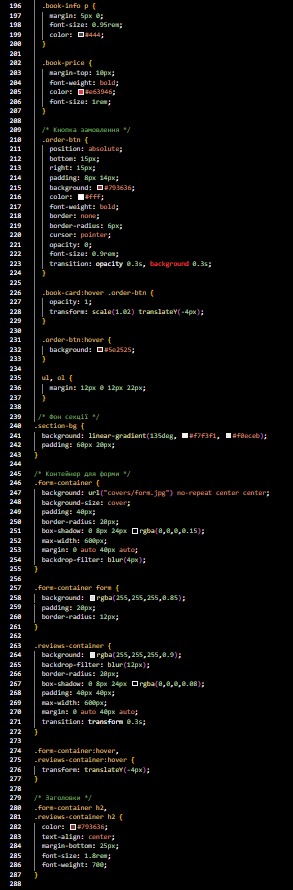 196 .book-info p {
197 margin: 5px 0;
198 font-size: 0.95rem;
199 color: #444;
200 }
201
202 .book-price {
203 margin-top: 10px;
204 font-weight: bold;
205 color: #e63946;
206 font-size: 1rem;
207 }
208
209 /* Кнопка замовлення */
210 .order-btn {
211 position: absolute;
212 bottom: 15px;
213 right: 15px;
214 padding: 8px 14px;
215 background: #793636;
216 color: #fff;
217 font-weight: bold;
218 border: none;
219 border-radius: 6px;
220 cursor: pointer;
221 opacity: 0;
222 font-size: 0.9rem;
223 transition: opacity 0.3s, background 0.3s;
224 }
225
226 .book-card:hover .order-btn {
227 opacity: 1;
228 transform: scale(1.02) translateY(-4px);
229 }
230
231 .order-btn:hover {
232 background: #5e2525;
233 }
234
235 ul, ol {
236 margin: 12px 0 12px 22px;
237 }
238
239 /* Фон секції */
240 .section-bg {
241 background: linear-gradient(135deg, #f7f3f1, #f0eceb);
242 padding: 60px 20px;
243 }
244
245 /* Контейнер для форми */
246 .form-container {
247 background: url("covers/form.jpg") no-repeat center center;
248 background-size: cover;
249 padding: 40px;
250 border-radius: 20px;
251 box-shadow: 0 8px 24px rgba(0,0,0,0.15);
252 max-width: 600px;
253 margin: 0 auto 40px auto;
254 backdrop-filter: blur(4px);
255 }
256
257 .form-container form {
258 background: rgba(255,255,255,0.85);
259 padding: 20px;
260 border-radius: 12px;
261 }
262
263 .reviews-container {
264 background: rgba(255,255,255,0.9);
265 backdrop-filter: blur(12px);
266 border-radius: 20px;
267 box-shadow: 0 8px 24px rgba(0,0,0,0.08);
268 padding: 40px 40px;
269 max-width: 600px;
270 margin: 0 auto 40px auto;
271 transition: transform 0.3s;
272 }
273
274 .form-container:hover,
275 .reviews-container:hover {
276 transform: translateY(-4px);
277 }
278
279 /* Заголовки */
280 .form-container h2,
281 .reviews-container h2 {
282 color: #793636;
283 text-align: center;
284 margin-bottom: 25px;
285 font-size: 1.8rem;
286 font-weight: 700;
287 }
288